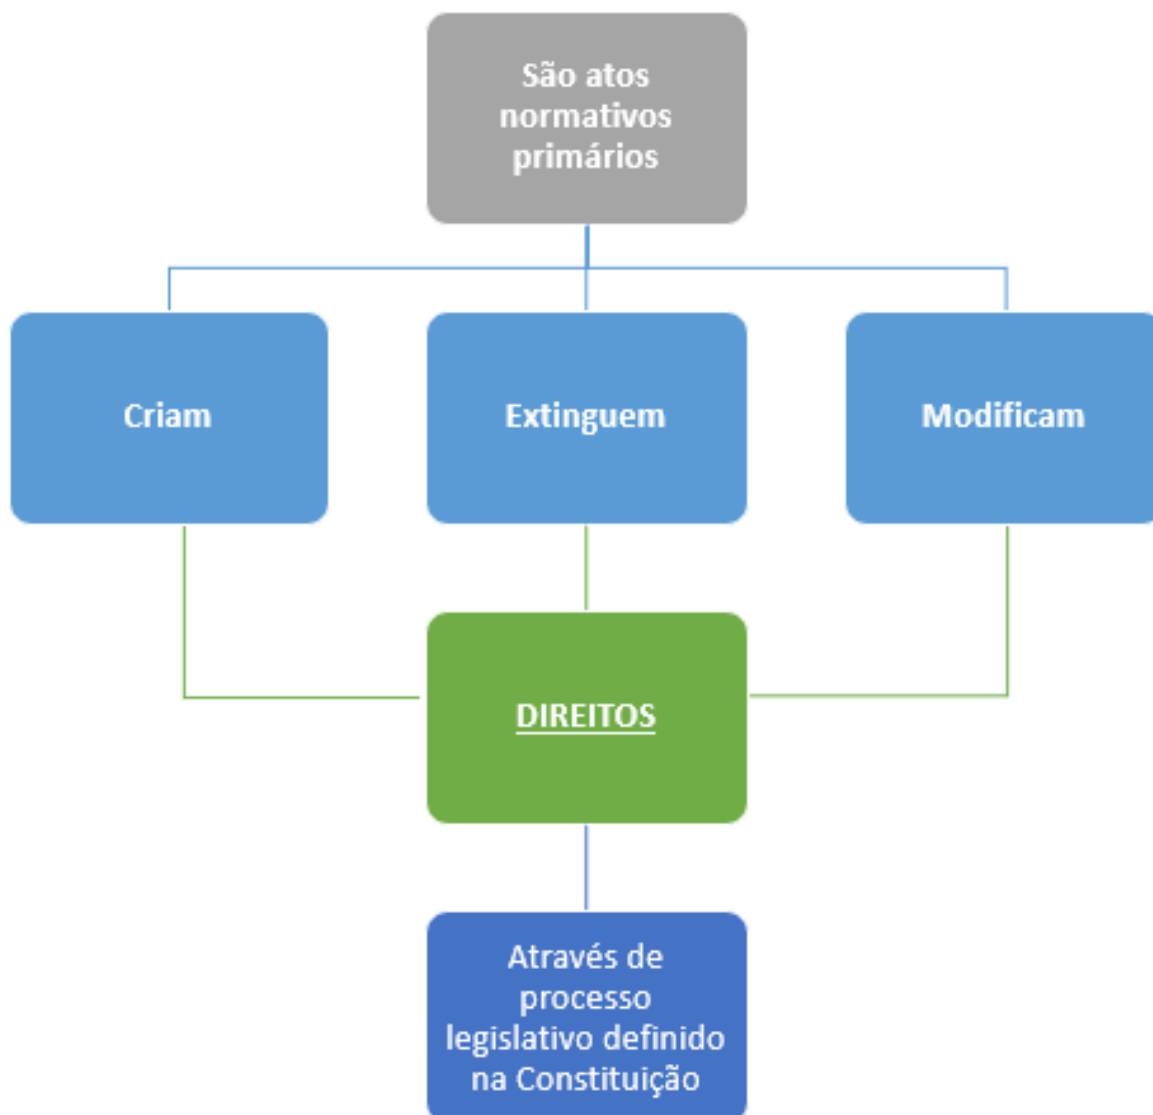 São atos
normativos
primários
Criam
Extinguem
Modificam
DIREITOS
Através de
processo
legislativo definido
na Constituição